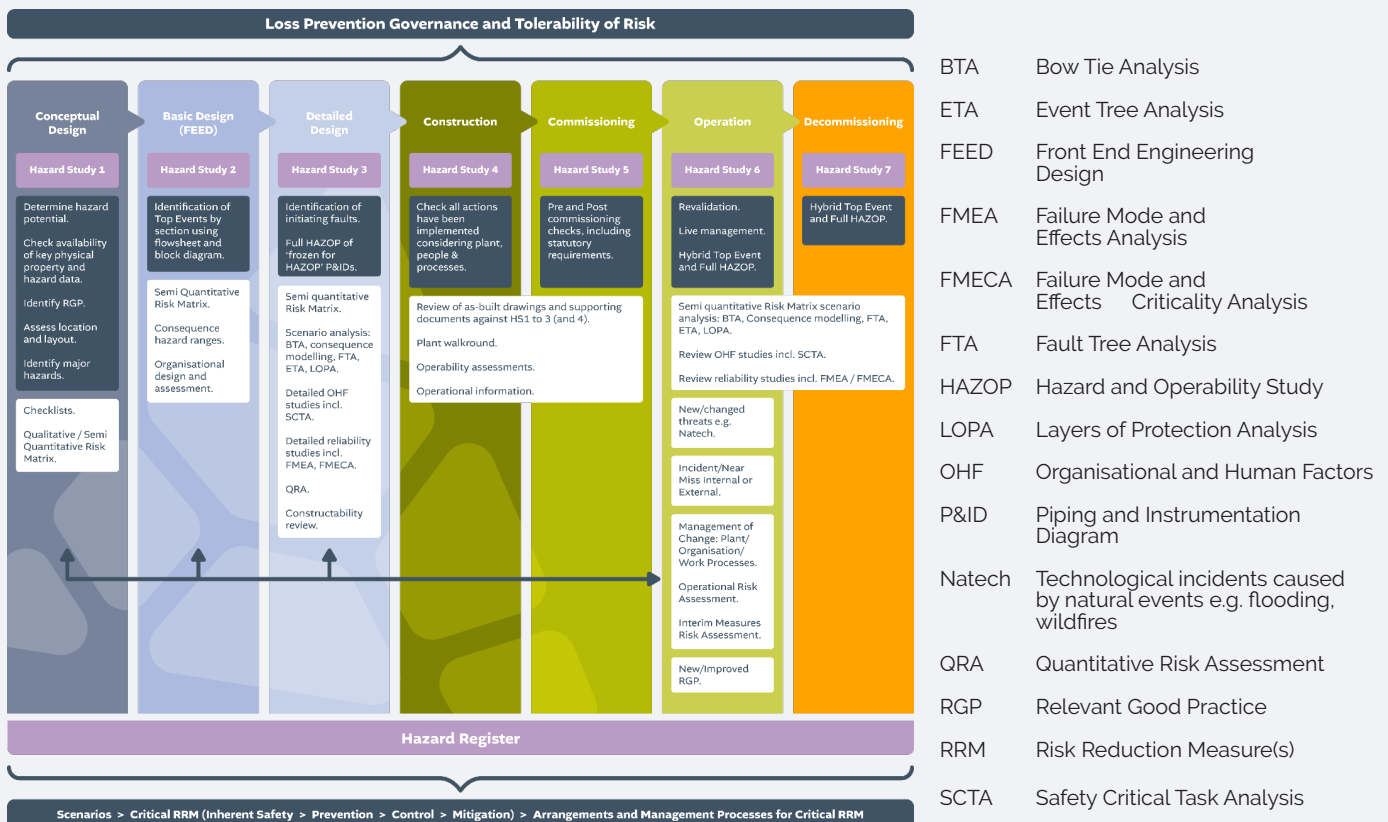 Loss Prevention Governance and Tolerability of Risk
Conceptual
Design
Hazard Study 1
Determine hazard
potential.
Check availability
of key physical
property and
hazard data.
Identify RGP.
Assess location
and layout.
Identify major
hazards.
Checklists.
Qualitative / Semi
Quantitative Risk
Matrix.
Basic Design
(FEED)
Hazard Study 2
Identification of
Top Events by
section using
flowsheet and
block diagram.
Semi Quantitative
Risk Matrix.
Consequence
hazard ranges.
Organisational
design and
assessment.
Detailed
Design
Hazard Study 3
Identification of
initiating faults.
Full HAZOP of
‘frozen for
HAZOP’ P&IDs.
Semi quantitative
Risk Matrix.
Scenario analysis:
BTA, consequence
modelling, FTA,
ETA, LOPA.
Detailed OHF
studies incl.
SCTA.
Detailed reliability
studies incl.
FMEA, FMECA.
QRA.
Constructability
review.
Construction
Hazard Study 4
Check all actions
have been
implemented
considering plant,
people &
processes.
Commissioning
Hazard Study 5
Pre and Post
commissioning
checks, including
statutory
requirements.
Review of as-built drawings and supporting
documents against HS1 to 3 (and 4).
Plant walkround.
Operability assessments.
Operational information.
Operation
Hazard Study 6
Revalidation.
Live management.
Hybrid Top Event
and Full HAZOP.
Decommissioning
Hazard Study 7
Hybrid Top Event
and Full HAZOP.
Semi quantitative Risk Matrix scenario
analysis: BTA, Consequence modelling, FTA,
ETA, LOPA.
Review OHF studies incl. SCTA.
Review reliability studies incl. FMEA / FMECA.
New/changed
threats e.g.
Natech.
Incident/Near
Miss Internal or
External.
Management of
Change: Plant/
Organisation/
Work Processes.
Operational Risk
Assessment.
Interim Measures
Risk Assessment.
New/Improved
RGP.
Hazard Register
Scenarios > Critical RRM (Inherent Safety > Prevention > Control > Mitigation) > Arrangements and Management Processes for Critical RRM
BTA Bow Tie Analysis
ETA Event Tree Analysis
FEED Front End Engineering
Design
FMEA Failure Mode and
Effects Analysis
FMECA Failure Mode and
Effects Criticality Analysis
FTA Fault Tree Analysis
HAZOP Hazard and Operability Study
LOPA Layers of Protection Analysis
OHF Organisational and Human Factors
P&ID Piping and Instrumentation
Diagram
Natech Technological incidents caused
by natural events e.g. flooding,
wildfires
QRA Quantitative Risk Assessment
RGP Relevant Good Practice
RRM Risk Reduction Measure(s)
SCTA Safety Critical Task Analysis